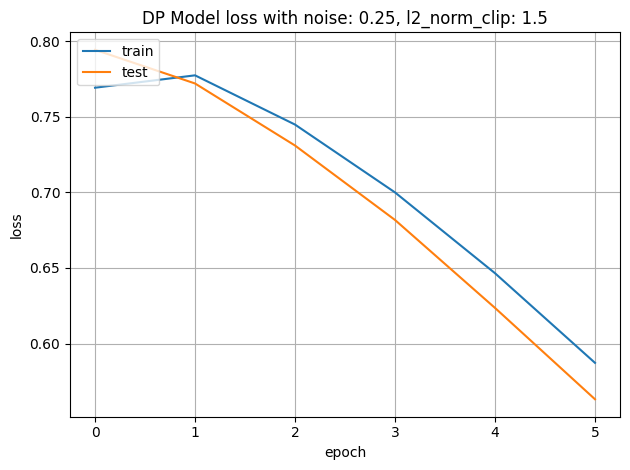 DP Model loss with noise: 0.25, l2_norm_clip: 1.5
train
test
0.80
0.75
0.70
0.65
0.60
loss
0 1 2 3 4 5
epoch